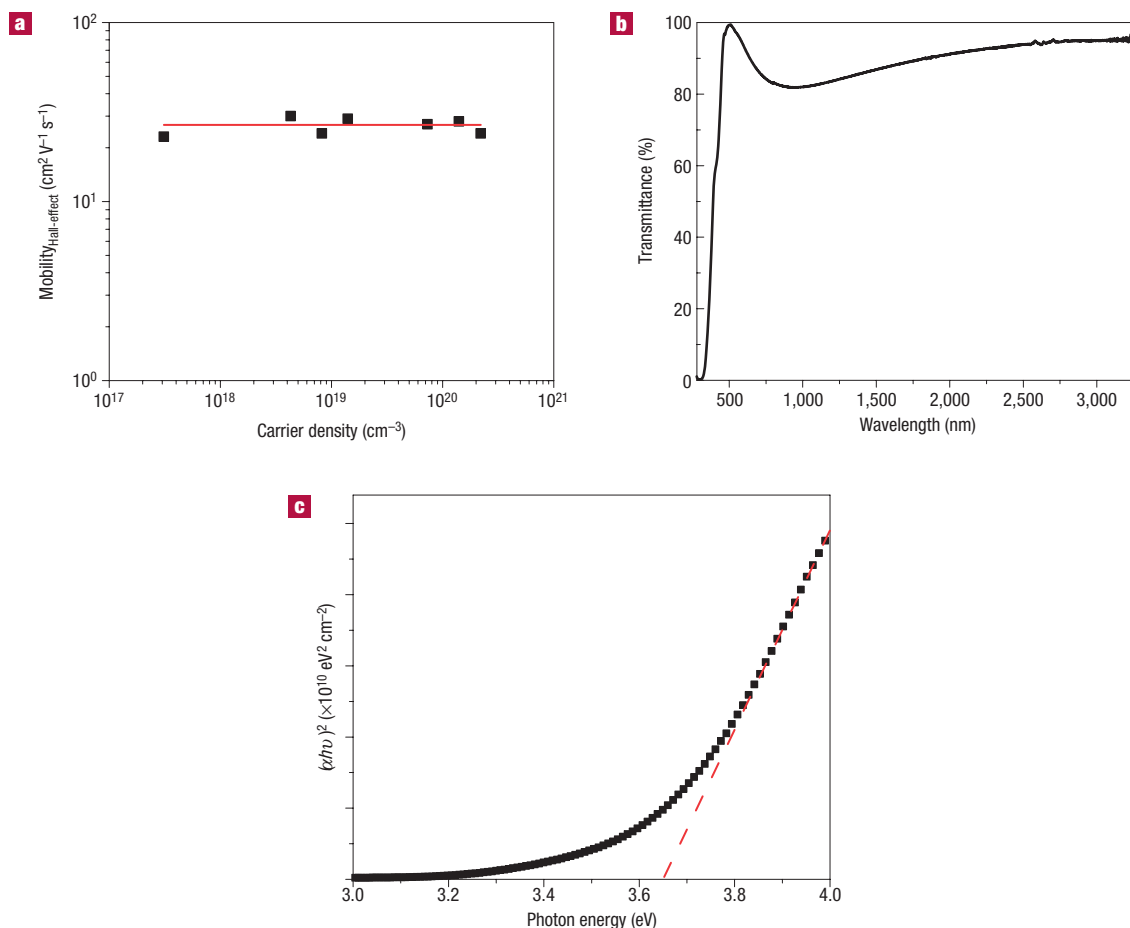 a
10²
10¹
10⁰
Mobility_Hall-effect (cm² V⁻¹ s⁻¹)
10¹⁷ 10¹⁸ 10¹⁹ 10²⁰ 10²¹
Carrier density (cm⁻³)
b
100
80
60
40
20
0
Transmittance (%)
500 1,000 1,500 2,000 2,500 3,000
Wavelength (nm)
c
(αhυ)² (×10¹⁰ eV² cm⁻²)
3.0 3.2 3.4 3.6 3.8 4.0
Photon energy (eV)